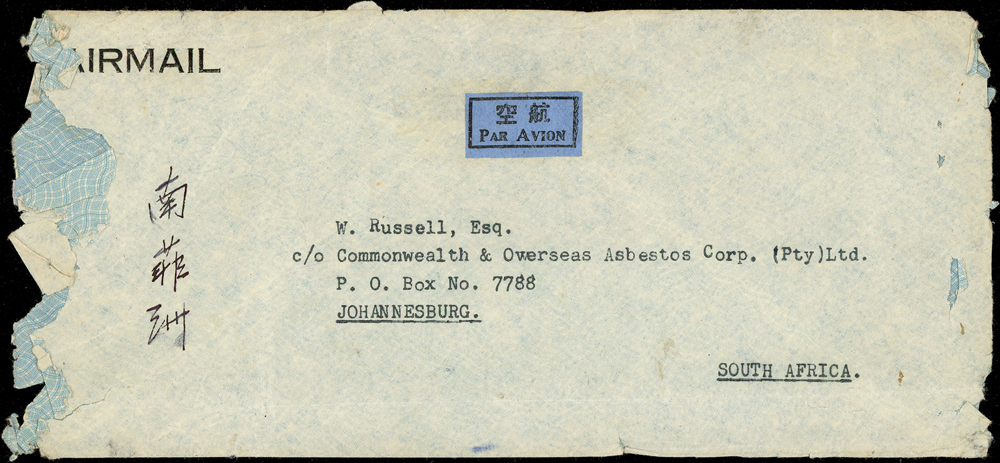 AIRMAIL
空航
PAR AVION
南菲洲
W. Russell, Esq.
c/o Commonwealth & Overseas Asbestos Corp. (Pty)Ltd.
P. O. Box No. 7788
JOHANNESBURG.
SOUTH AFRICA.